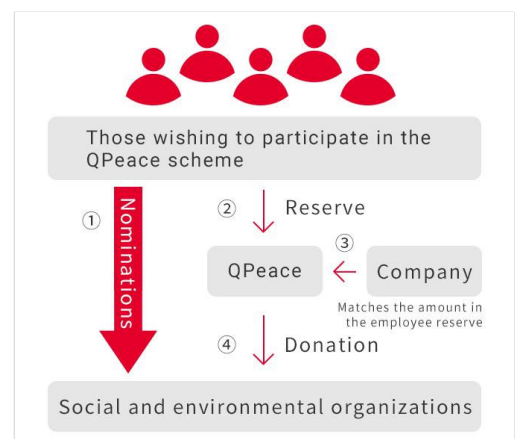 Those wishing to participate in the
QPeace scheme
①
Nominations
② Reserve
③
QPeace
Company
Matches the amount in
the employee reserve
④ Donation
Social and environmental organizations